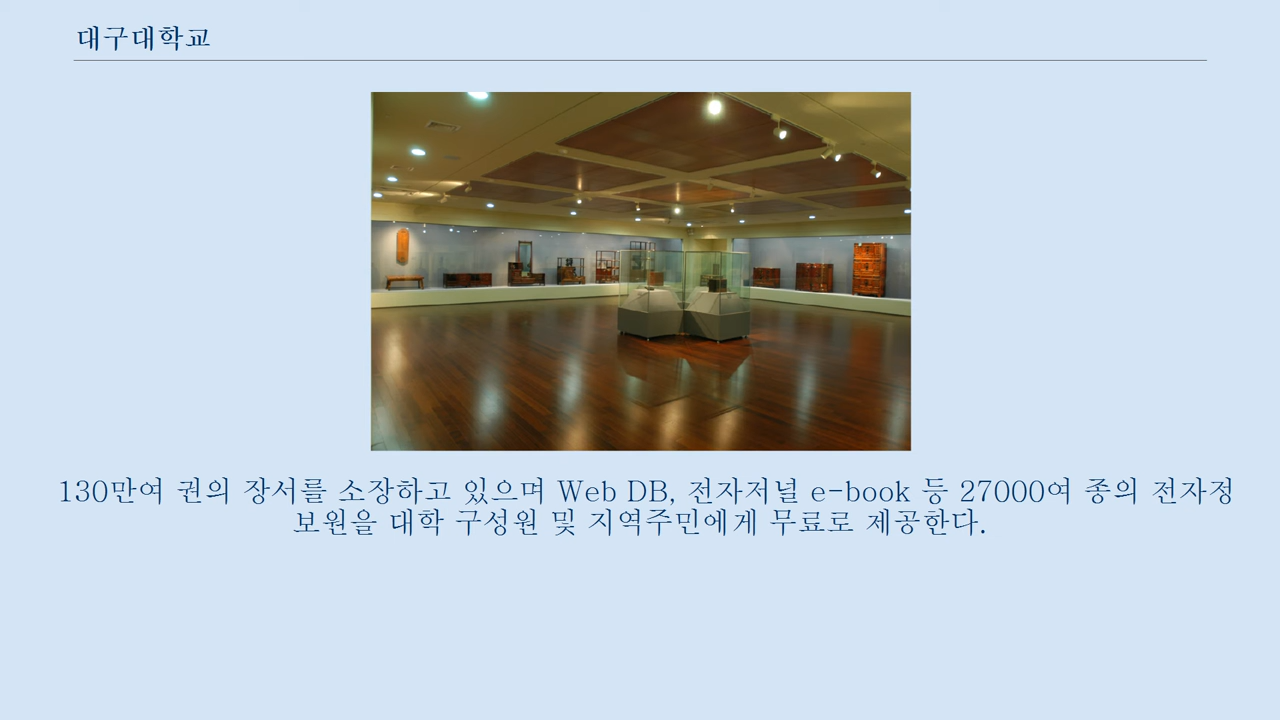 대구대학교
130만여 권의 장서를 소장하고 있으며 Web DB, 전자저널 e-book 등 27000여 종의 전자정
보원을 대학 구성원 및 지역주민에게 무료로 제공한다.